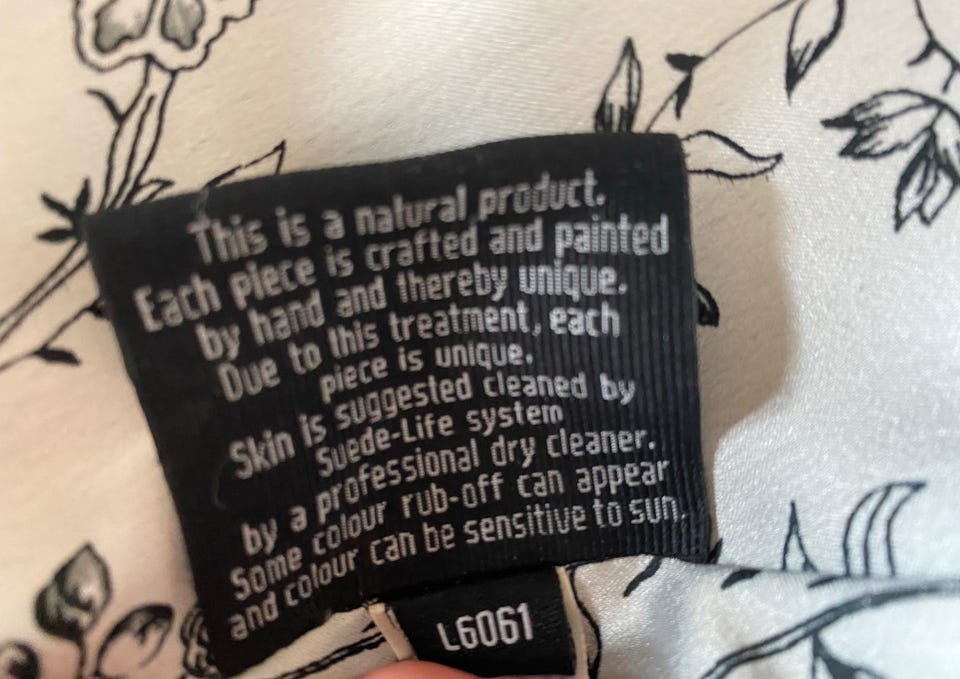 This is a natural product.
Each piece is crafted and painted
by hand and thereby unique.
Due to this treatment, each
piece is unique.
Skin is suggested cleaned by
Suede-Life system
by a professional dry cleaner.
Some colour rub-off can appear
and colour can be sensitive to sun.
L6061